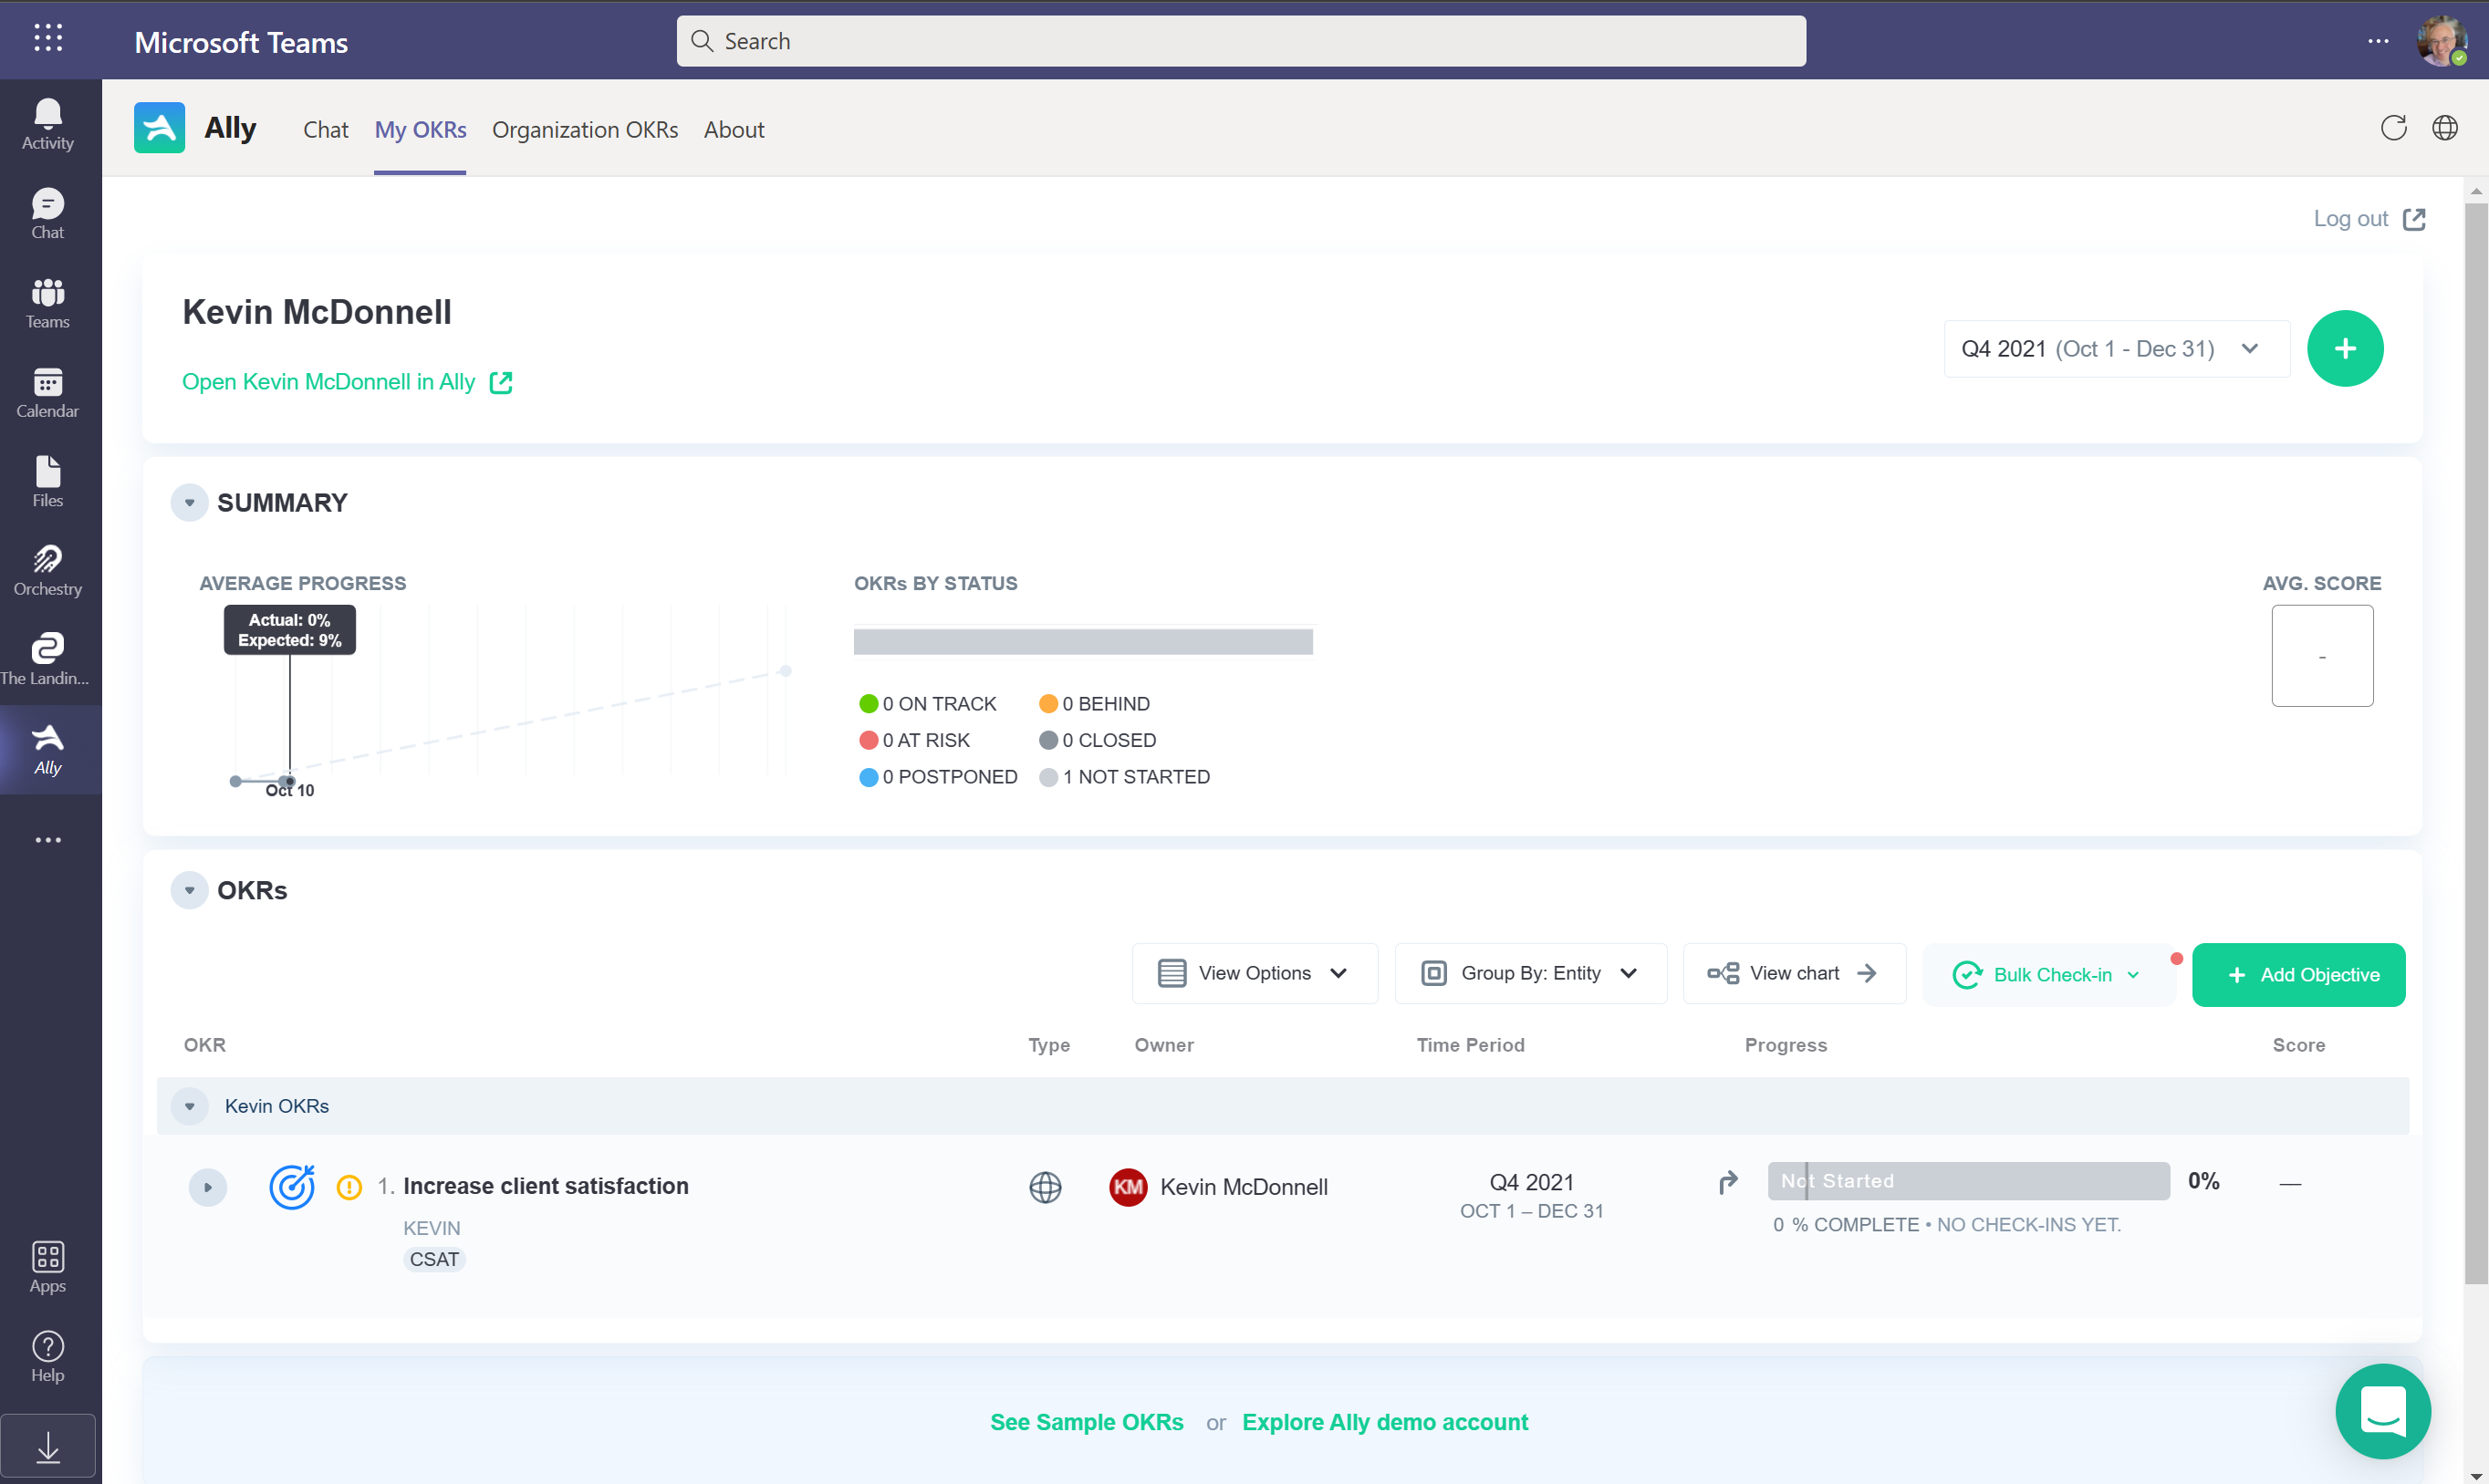 Microsoft Teams
Search
Activity
Chat
Teams
Calendar
Files
Orchestry
The Landin...
Ally
Apps
Help
Ally
Chat
My OKRs
Organization OKRs
About
Log out
Kevin McDonnell
Open Kevin McDonnell in Ally
Q4 2021 (Oct 1 - Dec 31)
SUMMARY
AVERAGE PROGRESS
Actual: 0%
Expected: 9%
Oct 10
OKRs BY STATUS
0 ON TRACK
0 BEHIND
0 AT RISK
0 CLOSED
0 POSTPONED
1 NOT STARTED
AVG. SCORE
-
OKRs
View Options
Group By: Entity
View chart
Bulk Check-in
+ Add Objective
OKR
Type
Owner
Time Period
Progress
Score
Kevin OKRs
1. Increase client satisfaction
KEVIN
CSAT
KM
Kevin McDonnell
Q4 2021
OCT 1 – DEC 31
Not Started
0%
—
0 % COMPLETE • NO CHECK-INS YET.
See Sample OKRs or Explore Ally demo account